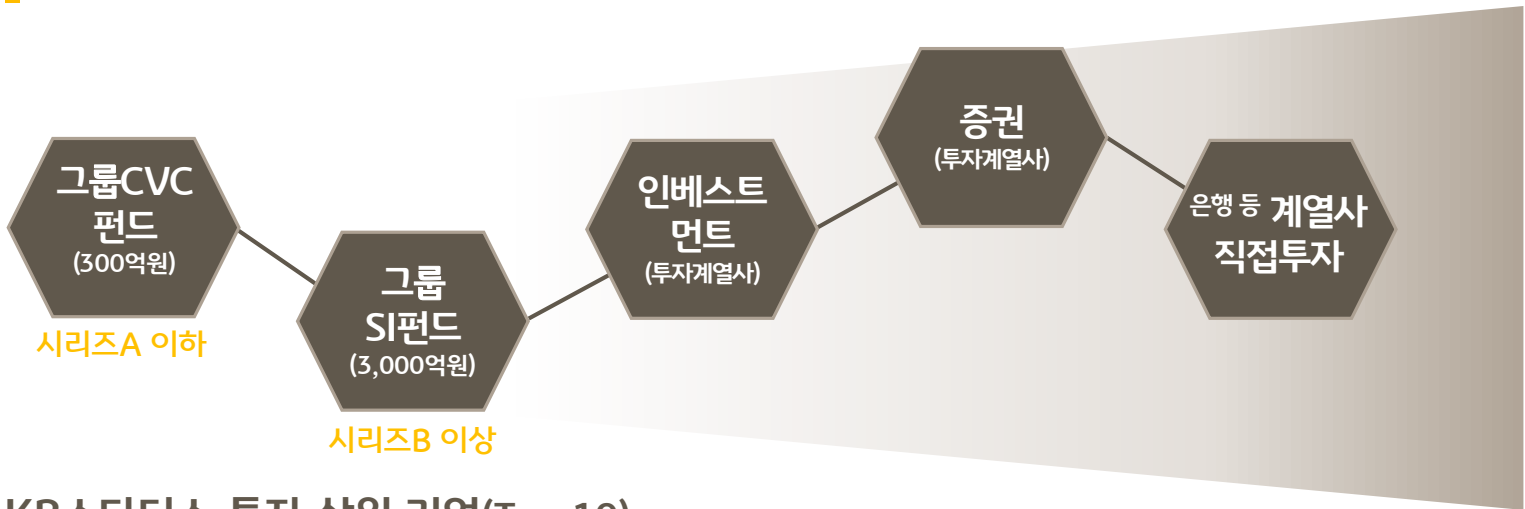 그룹CVC
펀드
(300억원)
시리즈A 이하
그룹
SI펀드
(3,000억원)
시리즈B 이상
인베스트
먼트
(투자계열사)
증권
(투자계열사)
은행 등 계열사
직접투자